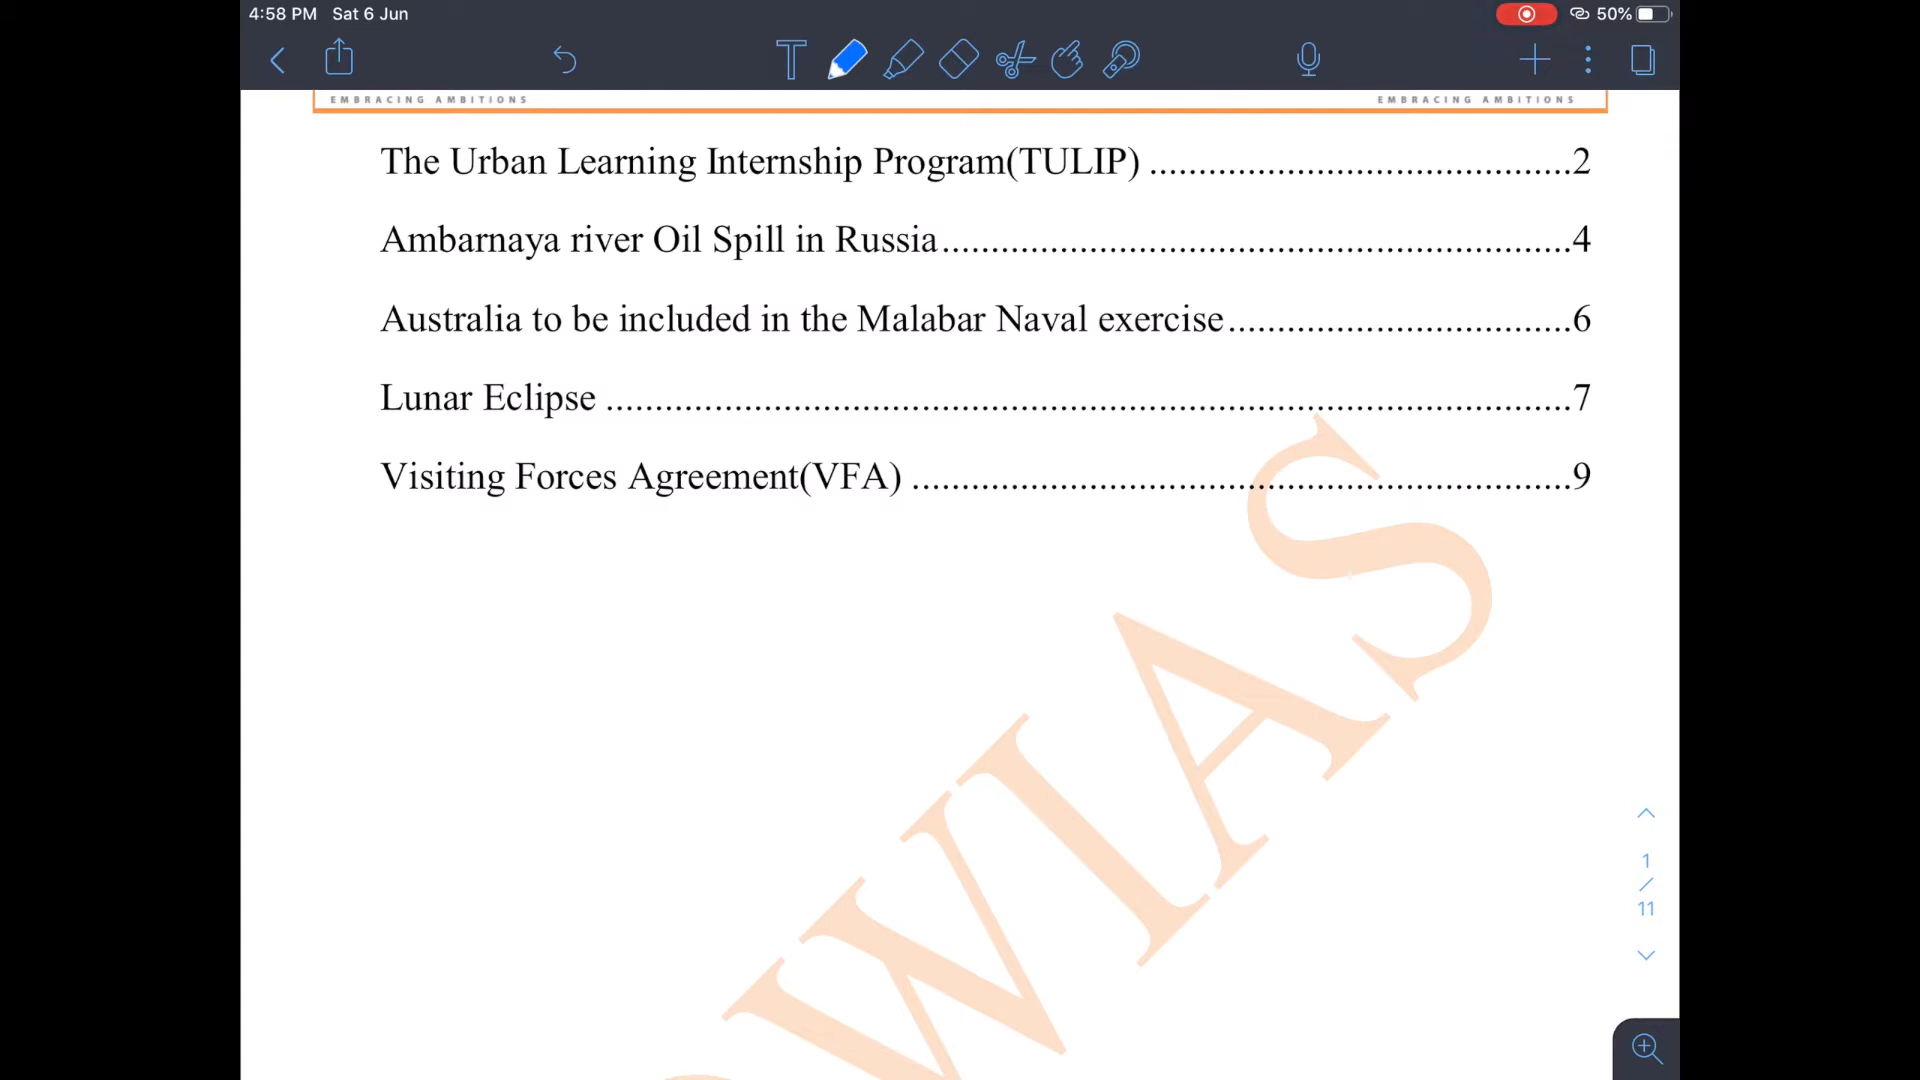 4:58 PM Sat 6 Jun 50%
EMBRACING AMBITIONS EMBRACING AMBITIONS
The Urban Learning Internship Program(TULIP) ...........................................2
Ambarnaya river Oil Spill in Russia................................................................4
Australia to be included in the Malabar Naval exercise...................................6
Lunar Eclipse ..................................................................................................7
Visiting Forces Agreement(VFA) ...................................................................9
WIAS
1
/
11